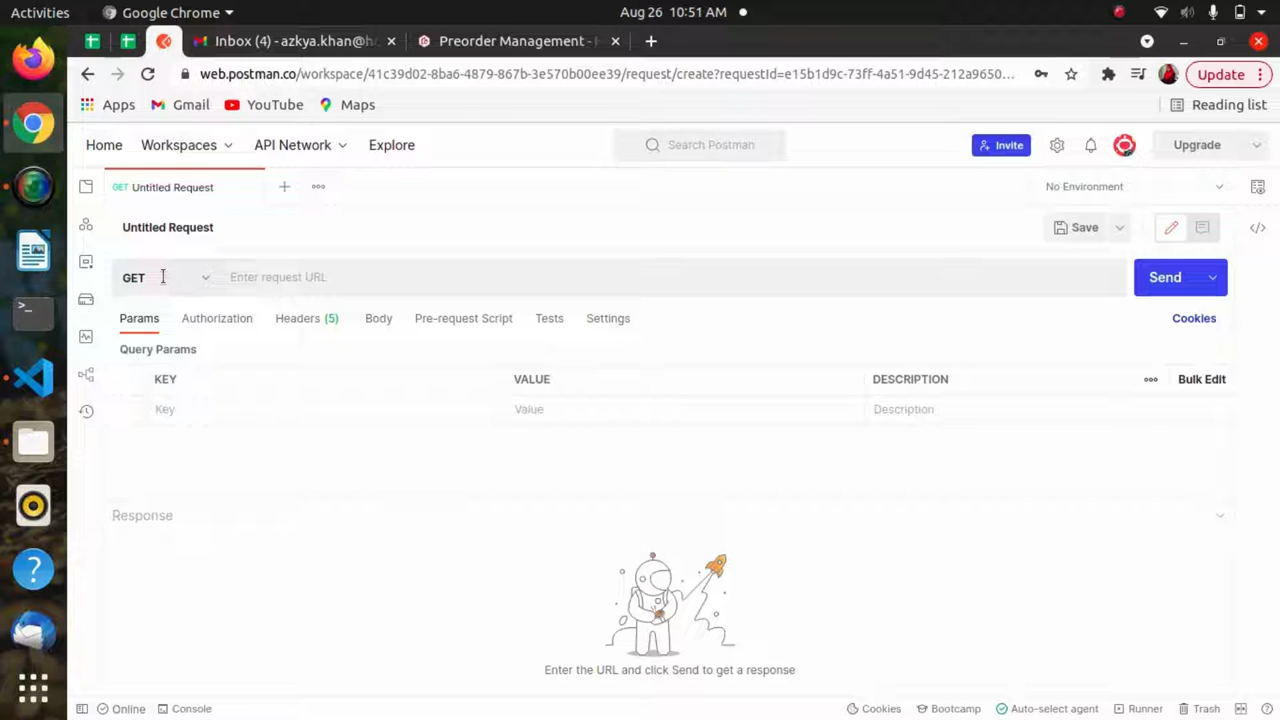 Activities
Google Chrome
Aug 26 10:51 AM
Inbox (4) - azkya.khan@h
Preorder Management -
web.postman.co/workspace/41c39d02-8ba6-4879-867b-3e570b00ee39/request/create?requestId=e15b1d9c-73ff-4a51-9d45-212a9650...
Update
Apps
Gmail
YouTube
Maps
Reading list
Home
Workspaces
API Network
Explore
Search Postman
Invite
Upgrade
GET Untitled Request
No Environment
Untitled Request
Save
GET
Enter request URL
Send
Params
Authorization
Headers (5)
Body
Pre-request Script
Tests
Settings
Cookies
Query Params
KEY
VALUE
DESCRIPTION
Bulk Edit
Key
Value
Description
Response
Enter the URL and click Send to get a response
Online
Console
Cookies
Bootcamp
Auto-select agent
Runner
Trash